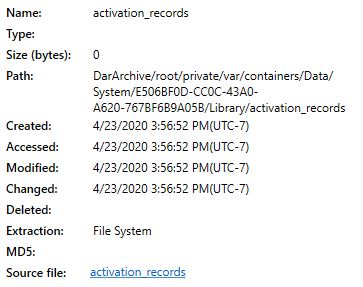 Name: activation_records
Type:
Size (bytes): 0
Path: DarArchive/root/private/var/containers/Data/
System/E506BF0D-CC0C-43A0-
A620-767BF6B9A05B/Library/activation_records
Created: 4/23/2020 3:56:52 PM(UTC-7)
Accessed: 4/23/2020 3:56:52 PM(UTC-7)
Modified: 4/23/2020 3:56:52 PM(UTC-7)
Changed: 4/23/2020 3:56:52 PM(UTC-7)
Deleted:
Extraction: File System
MD5:
Source file: activation_records